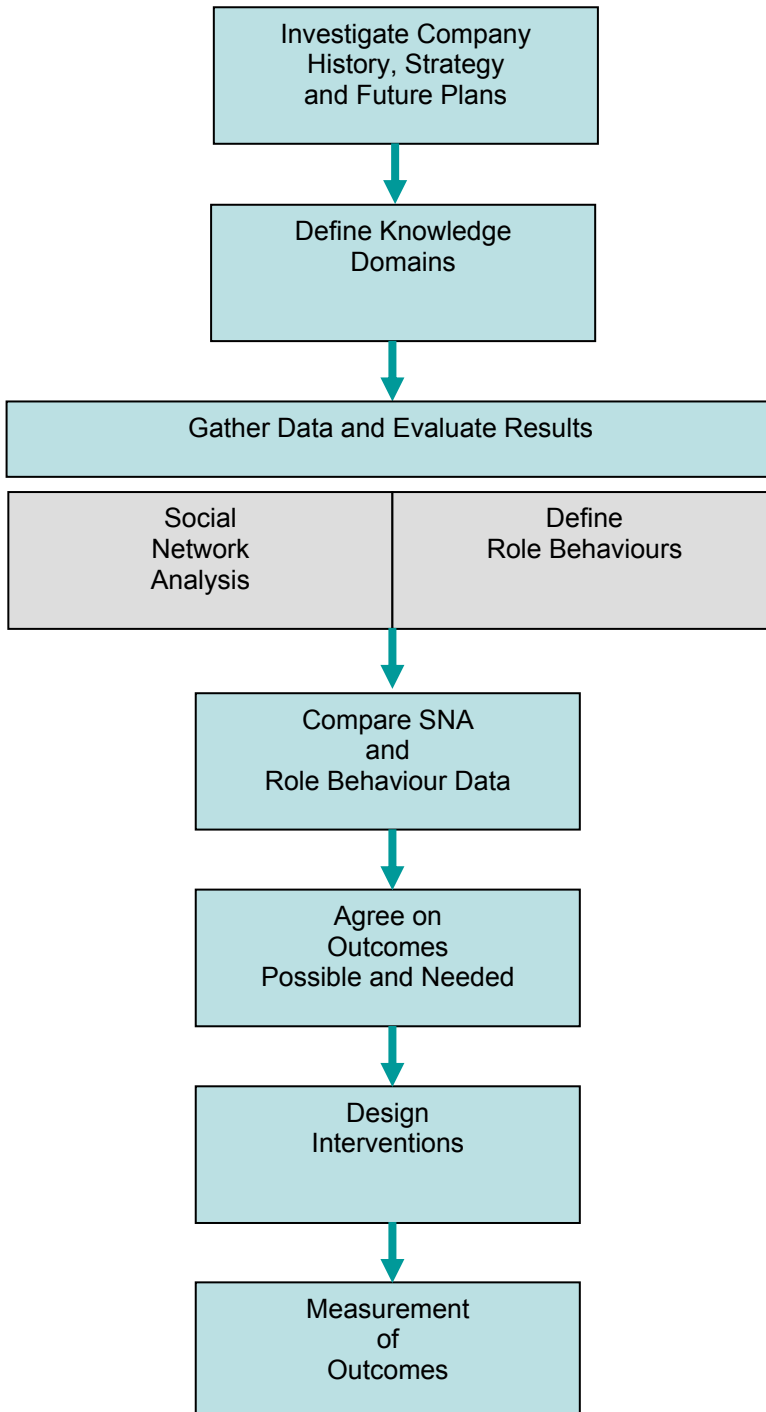 Investigate Company
History, Strategy
and Future Plans
Define Knowledge
Domains
Gather Data and Evaluate Results
Social
Network
Analysis
Define
Role Behaviours
Compare SNA
and
Role Behaviour Data
Agree on
Outcomes
Possible and Needed
Design
Interventions
Measurement
of
Outcomes